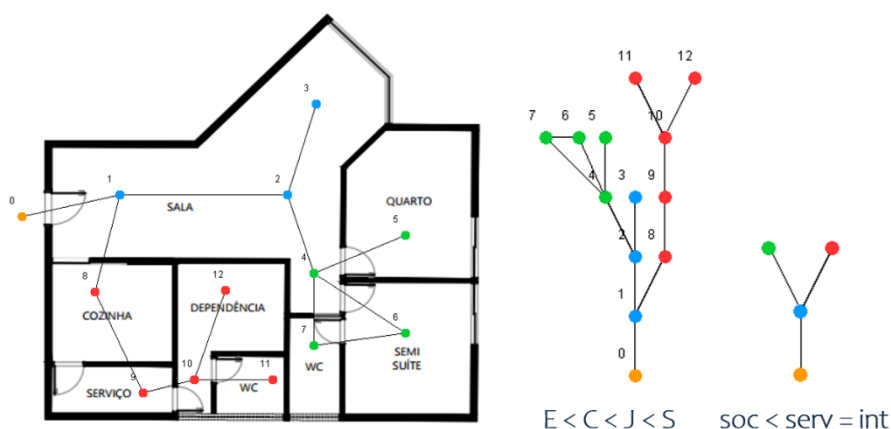 3
0
1
2
SALA
QUARTO
5
4
8
12
COZINHA
DEPENDÊNCIA
6
7
SEMI
SUÍTE
WC
9
SERVIÇO
10
11
WC
11
12
7
6
5
10
4
3
9
2
8
1
0
E < C < J < S
soc < serv = int